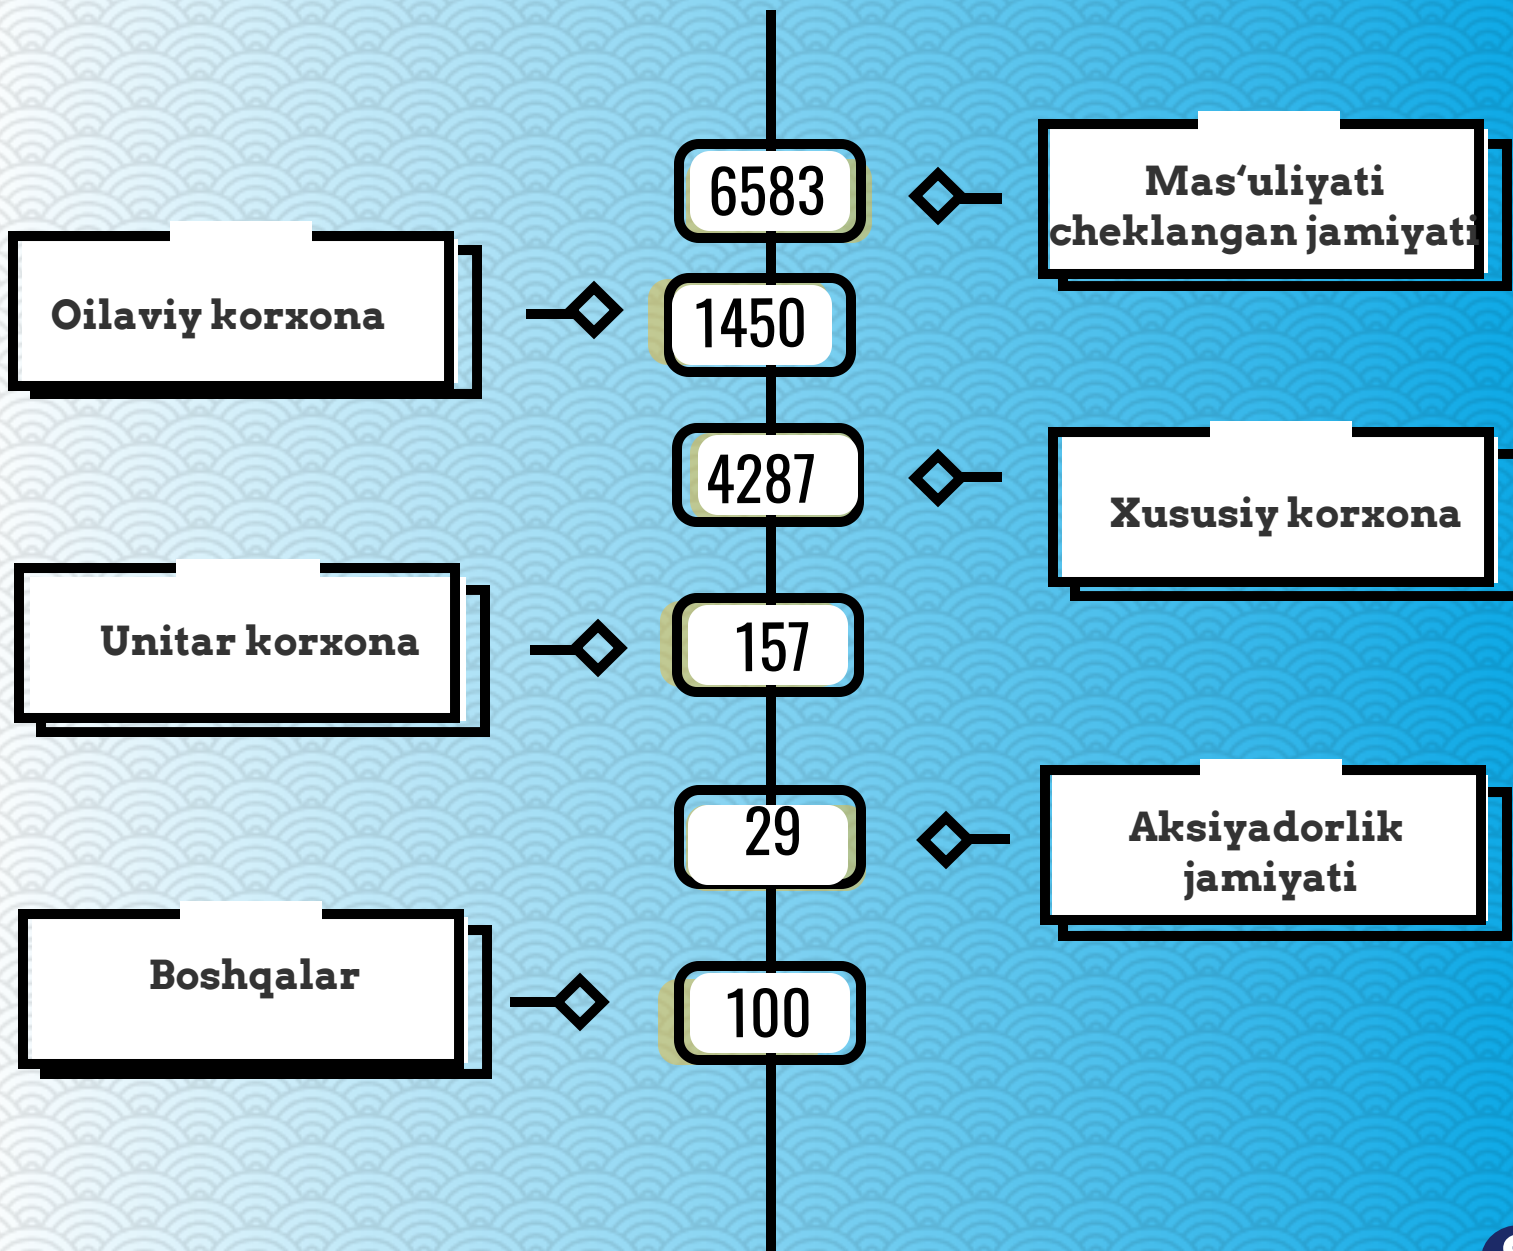 6583
Mas‘uliyati
cheklangan jamiyati
Oilaviy korxona
1450
4287
Xususiy korxona
Unitar korxona
157
29
Aksiyadorlik
jamiyati
Boshqalar
100